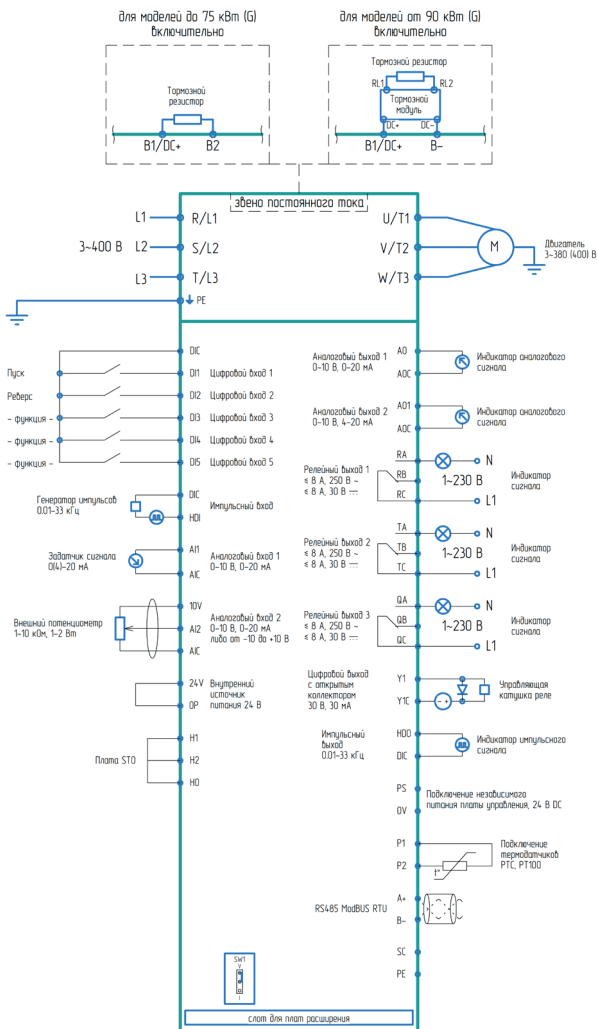 для моделей до 75 кВт (G)
включительно
для моделей от 90 кВт (G)
включительно
Тормозной
резистор
B1/DC+
B2
Тормозной резистор
RL1
RL2
Тормозной
модуль
DC+
DC-
B1/DC+
B-
звено постоянного тока
L1
R/L1
U/T1
3~400 В
L2
S/L2
V/T2
M
Двигатель
3~380 (400) В
L3
T/L3
W/T3
PE
DIC
Пуск
DI1
Цифровой вход 1
Реверс
DI2
Цифровой вход 2
- функция -
DI3
Цифровой вход 3
- функция -
DI4
Цифровой вход 4
- функция -
DI5
Цифровой вход 5
Генератор импульсов
0.01-33 кГц
DIC
HDI
Импульсный вход
Задатчик сигнала
0(4)-20 мА
AI1
AIC
Аналоговый вход 1
0-10 В, 0-20 мА
Внешний потенциометр
1-10 кОм, 1-2 Вт
10V
AI2
AIC
Аналоговый вход 2
0-10 В, 0-20 мА
либо от -10 до +10 В
24V
OP
Внутренний
источник
питания 24 В
Плата STO
H1
H2
H0
Аналоговый выход 1
0-10 В, 0-20 мА
AO
AOC
Индикатор аналогового
сигнала
Аналоговый выход 2
0-10 В, 4-20 мА
AO1
AOC
Индикатор аналогового
сигнала
Релейный выход 1
≤ 8 А, 250 В ~
≤ 8 А, 30 В ⎓
RA
RB
RC
N
1~230 В
L1
Индикатор
сигнала
Релейный выход 2
≤ 8 А, 250 В ~
≤ 8 А, 30 В ⎓
TA
TB
TC
N
1~230 В
L1
Индикатор
сигнала
Релейный выход 3
≤ 8 А, 250 В ~
≤ 8 А, 30 В ⎓
QA
QB
QC
N
1~230 В
L1
Индикатор
сигнала
Цифровой выход
с открытым
коллектором
30 В, 30 мА
Y1
Y1C
- +
Управляющая
катушка реле
Импульсный
выход
0.01-33 кГц
HDO
DIC
Индикатор импульсного
сигнала
PS
0V
Подключение независимого
питания платы управления, 24 В DC
P1
P2
t°
Подключение
термодатчиков
PTC, PT100
RS485 ModBUS RTU
A+
B-
SC
PE
SW1
V
I
слот для плат расширения